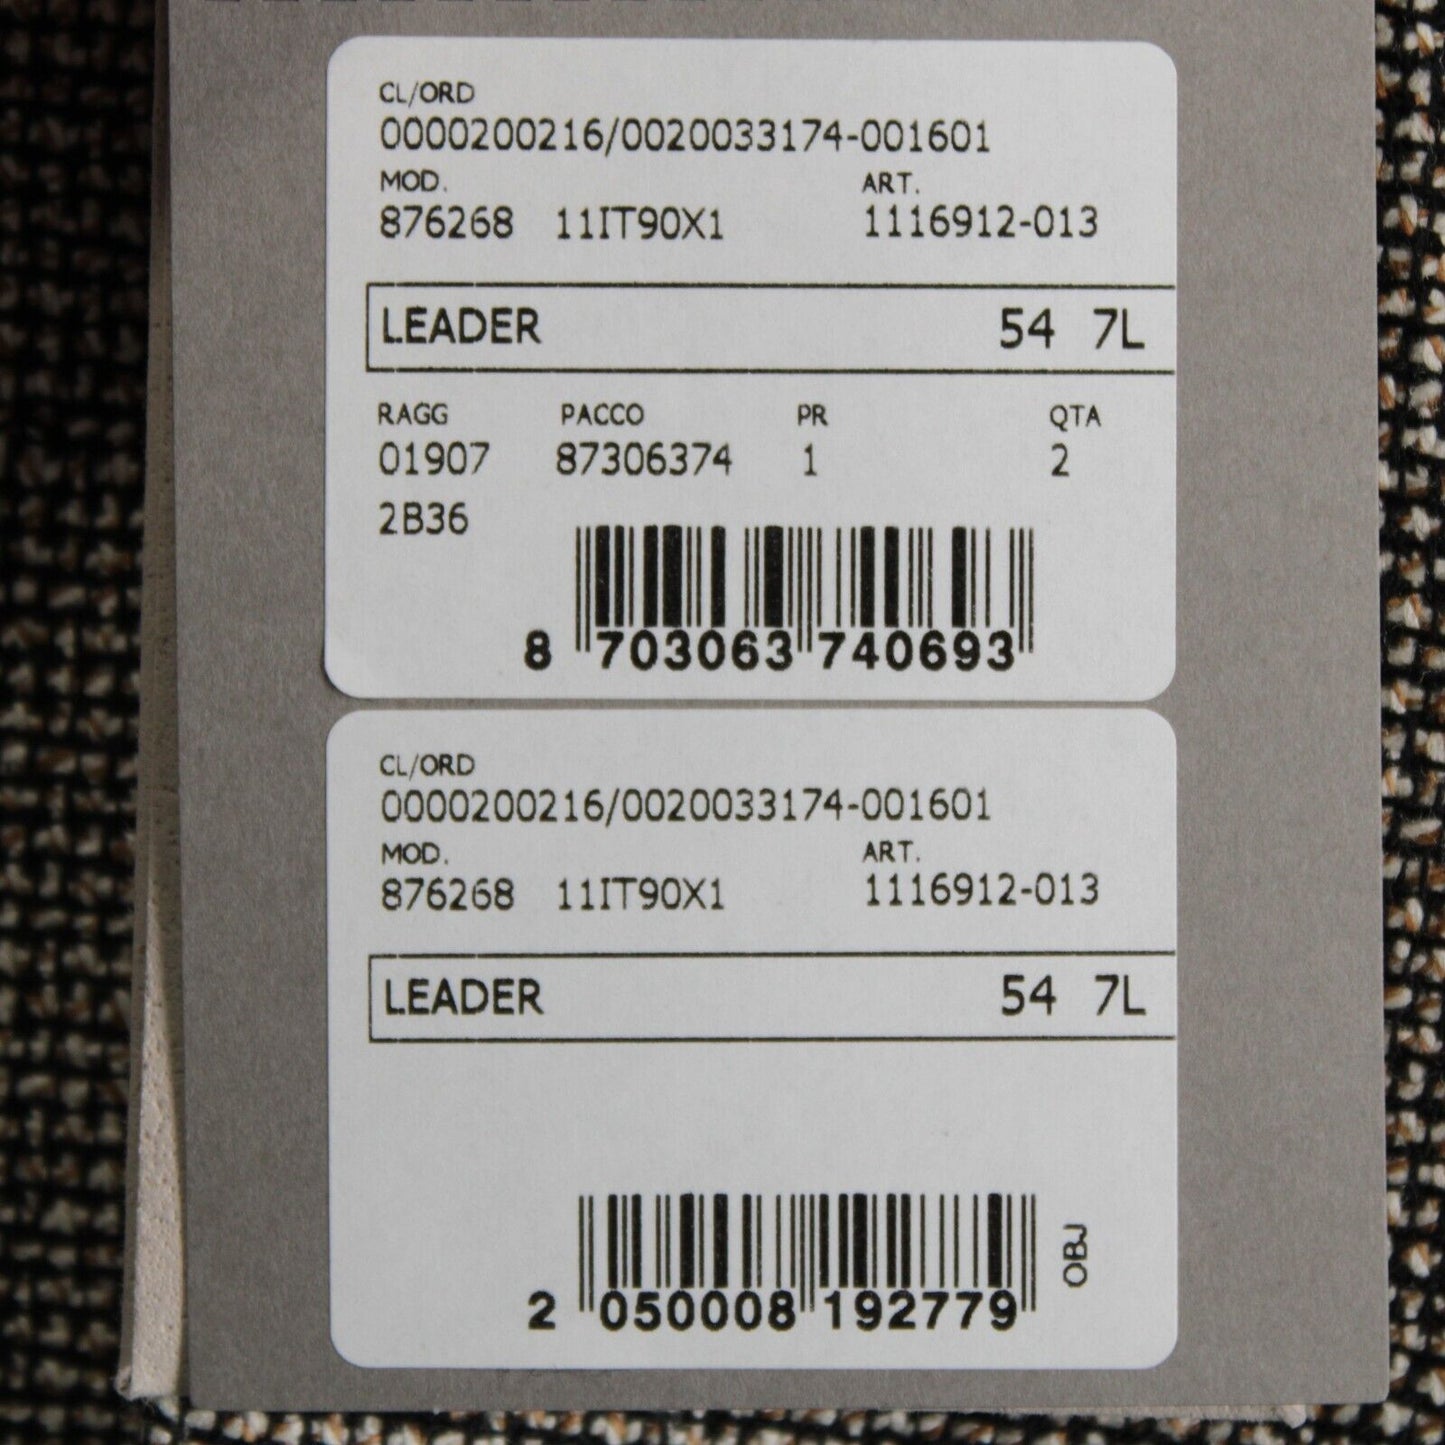 CL/ORD
0000200216/0020033174-001601
MOD. ART.
876268 11IT90X1 1116912-013
LEADER 54 7L
RAGG PACCO PR QTA
01907 87306374 1 2
2B36
8 703063 740693
CL/ORD
0000200216/0020033174-001601
MOD. ART.
876268 11IT90X1 1116912-013
LEADER 54 7L
OBJ
2 050008 192779